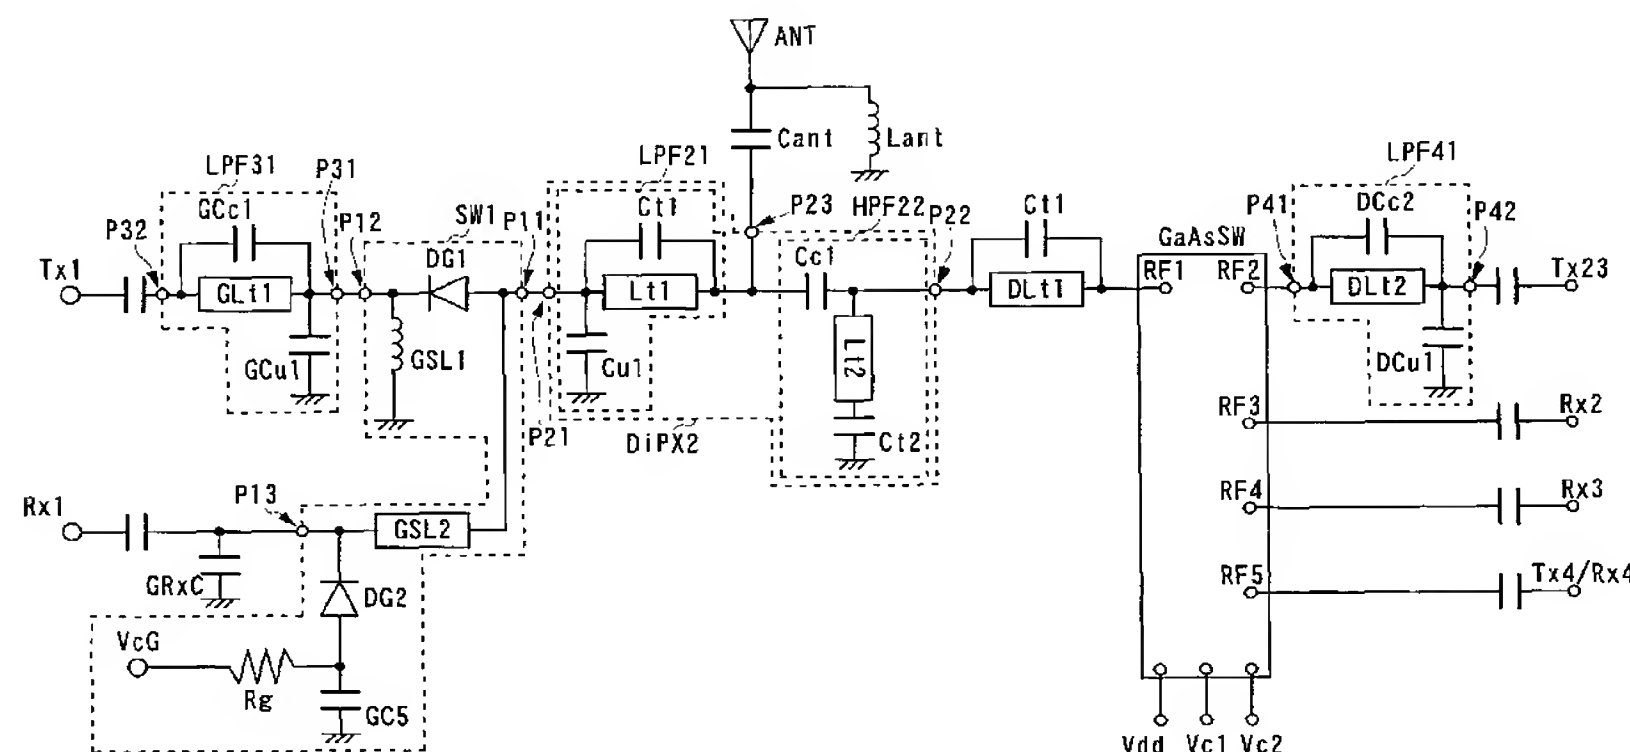 ANT
Cant
Lant
LPF31
P31
LPF21
LPF41
GCc1
P12
SW1
P11
Ct1
P23
HPF22
P22
Ct1
P41
DCc2
P42
P32
DG1
Cc1
GaAsSW
Tx1
GLt1
Lt1
DLt1
RF1
RF2
DLt2
Tx23
GCu1
GSL1
Cu1
Lt2
DCu1
P21
DiPX2
Ct2
RF3
Rx2
Rx1
P13
GSL2
RF4
Rx3
GRxC
DG2
RF5
Tx4/Rx4
VcG
Rg
GC5
Vdd Vc1 Vc2